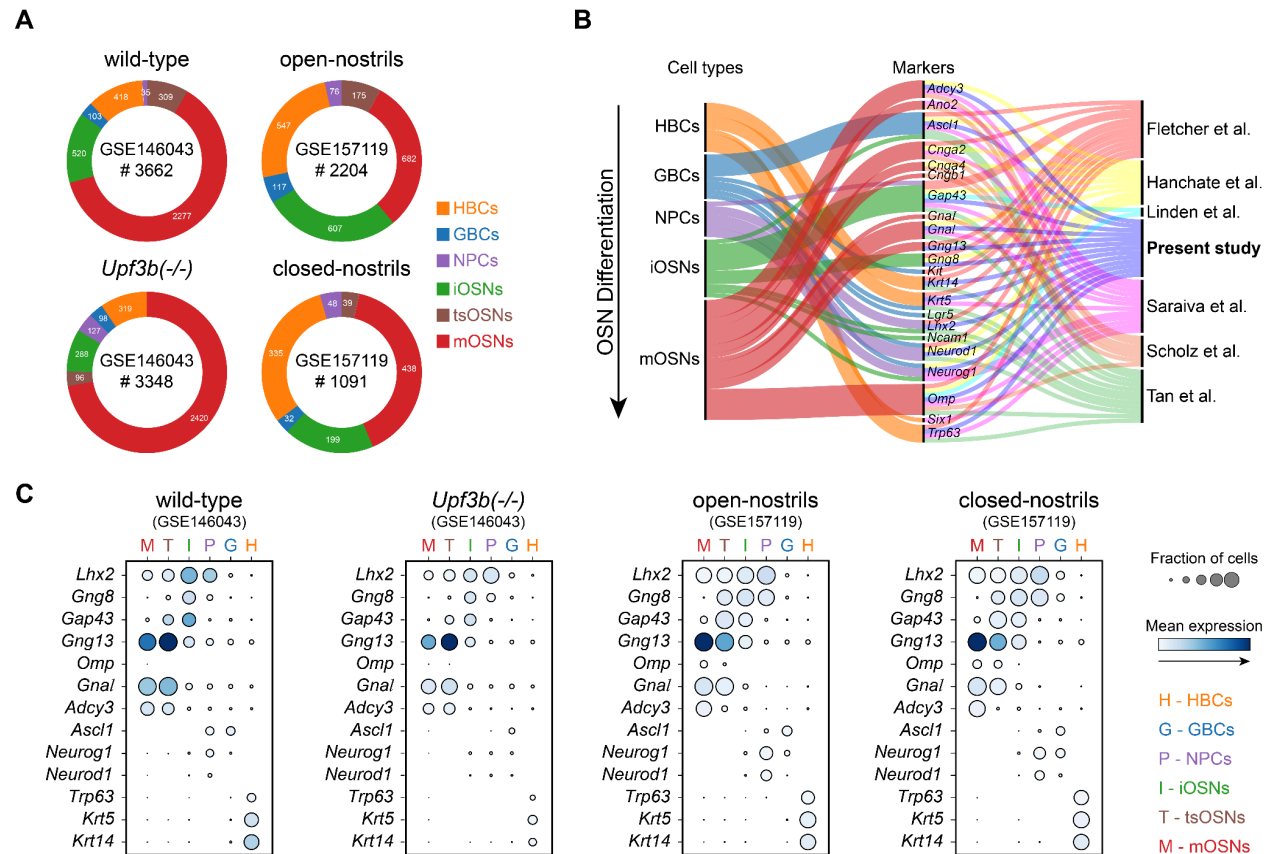 A
wild-type
35
309
418
103
520
2277
GSE146043
# 3662
open-nostrils
76
175
547
682
117
607
GSE157119
# 2204
HBCs
GBCs
NPCs
iOSNs
tsOSNs
mOSNs
Upf3b(-/-)
319
98
127
288
96
2420
GSE146043
# 3348
closed-nostrils
48
39
335
438
32
199
GSE157119
# 1091
B
Cell types
Markers
OSN Differentiation
HBCs
GBCs
NPCs
iOSNs
mOSNs
Adcy3
Ano2
Ascl1
Cnga2
Cnga4
Cngb1
Gap43
Gnal
Gnal
Gng13
Gng8
Kit
Krt14
Krt5
Lgr5
Lhx2
Ncam1
Neurod1
Neurog1
Omp
Six1
Trp63
Fletcher et al.
Hanchate et al.
Linden et al.
Present study
Saraiva et al.
Scholz et al.
Tan et al.
C
wild-type
(GSE146043)
M T I P G H
Lhx2
Gng8
Gap43
Gng13
Omp
Gnal
Adcy3
Ascl1
Neurog1
Neurod1
Trp63
Krt5
Krt14
Upf3b(-/-)
(GSE146043)
M T I P G H
Lhx2
Gng8
Gap43
Gng13
Omp
Gnal
Adcy3
Ascl1
Neurog1
Neurod1
Trp63
Krt5
Krt14
open-nostrils
(GSE157119)
M T I P G H
Lhx2
Gng8
Gap43
Gng13
Omp
Gnal
Adcy3
Ascl1
Neurog1
Neurod1
Trp63
Krt5
Krt14
closed-nostrils
(GSE157119)
M T I P G H
Lhx2
Gng8
Gap43
Gng13
Omp
Gnal
Adcy3
Ascl1
Neurog1
Neurod1
Trp63
Krt5
Krt14
Fraction of cells
Mean expression
H - HBCs
G - GBCs
P - NPCs
I - iOSNs
T - tsOSNs
M - mOSNs